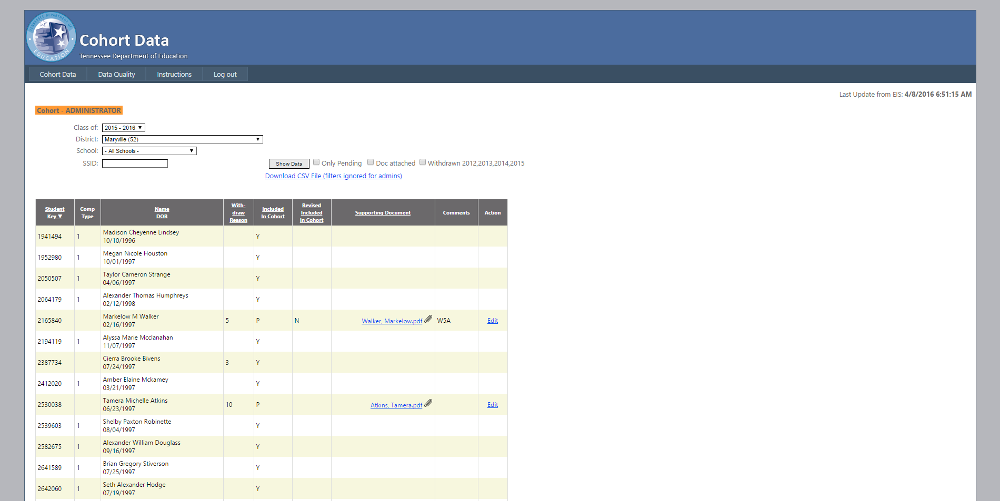 TENNESSEE DEPARTMENT OF
EDUCATION
Cohort Data
Tennessee Department of Education
Cohort Data Data Quality Instructions Log out
Last Update from EIS: 4/8/2016 6:51:15 AM
Cohort - ADMINISTRATOR
Class of: 2015 - 2016 ▼
District: Maryville (52) ▼
School: - All Schools - ▼
SSID: Show Data Only Pending Doc attached Withdrawn 2012,2013,2014,2015
Download CSV File (filters ignored for admins)
Student Key ▼ Comp Type Name DOB With-draw Reason Included In Cohort Revised Included In Cohort Supporting Document Comments Action
1941494 1 Madison Cheyenne Lindsey Y
10/10/1996
1952980 1 Megan Nicole Houston Y
10/01/1997
2050507 1 Taylor Cameron Strange Y
04/06/1997
2064179 1 Alexander Thomas Humphreys Y
02/12/1998
2165840 Markelow M Walker 5 P N Walker, Markelow.pdf W5A Edit
02/16/1997
2194119 1 Alyssa Marie Mcclanahan Y
11/07/1997
2387734 Cierra Brooke Bivens 3 Y
07/24/1997
2412020 1 Amber Elaine Mckamey Y
03/21/1997
2530038 Tamera Michelle Atkins 10 P Atkins, Tamera.pdf Edit
06/23/1997
2539603 1 Shelby Paxton Robinette Y
08/04/1997
2582675 1 Alexander William Douglass Y
09/16/1997
2641589 1 Brian Gregory Stiverson Y
07/25/1997
2642060 1 Seth Alexander Hodge Y
07/19/1997